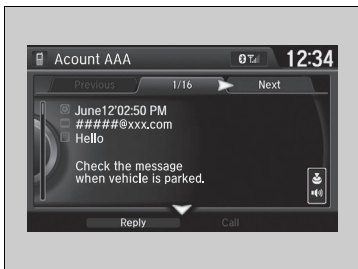 Acount AAA
12:34
Previous
1/16
Next
June12'02:50 PM
#####@xxx.com
Hello
Check the message
when vehicle is parked.
Reply
Call